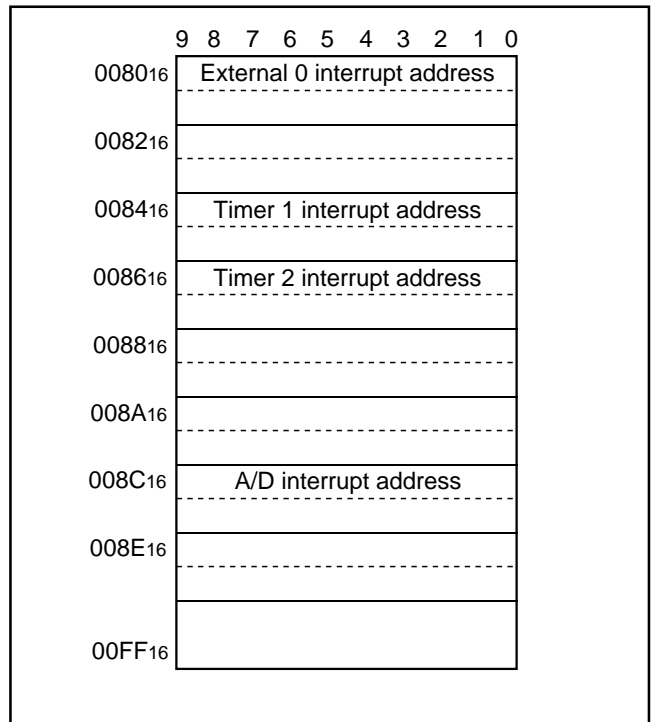 9 8 7 6 5 4 3 2 1 0
008016 External 0 interrupt address
008216
008416 Timer 1 interrupt address
008616 Timer 2 interrupt address
008816
008A16
008C16 A/D interrupt address
008E16
00FF16